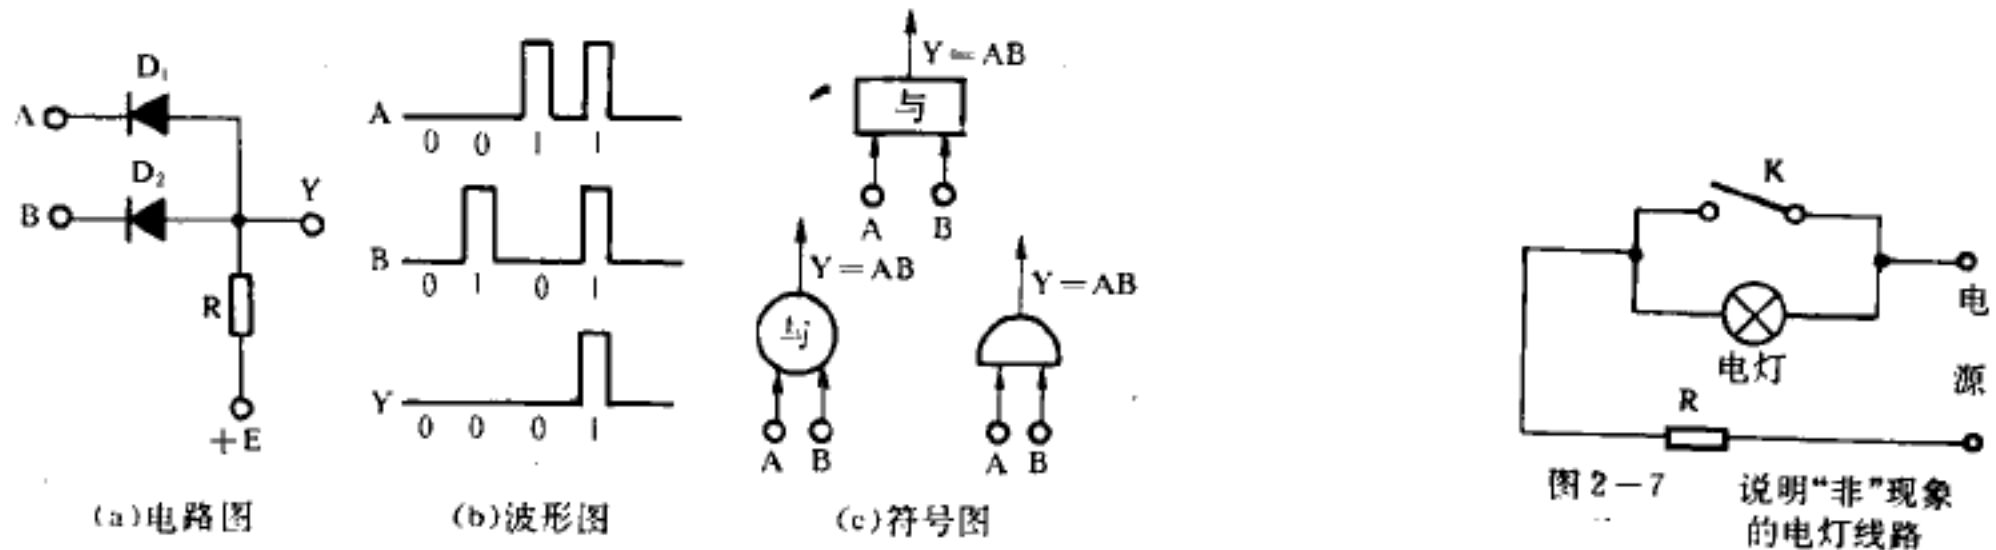 D₁
A
D₂
B
Y
R
+E
(a)电路图
A
0 0 1 1
B
0 1 0 1
Y
0 0 0 1
(b)波形图
Y=AB
与
A B
Y=AB
与
A B
Y=AB
A B
(c)符号图
K
电灯
电
源
R
图2-7 说明“非”现象
的电灯线路